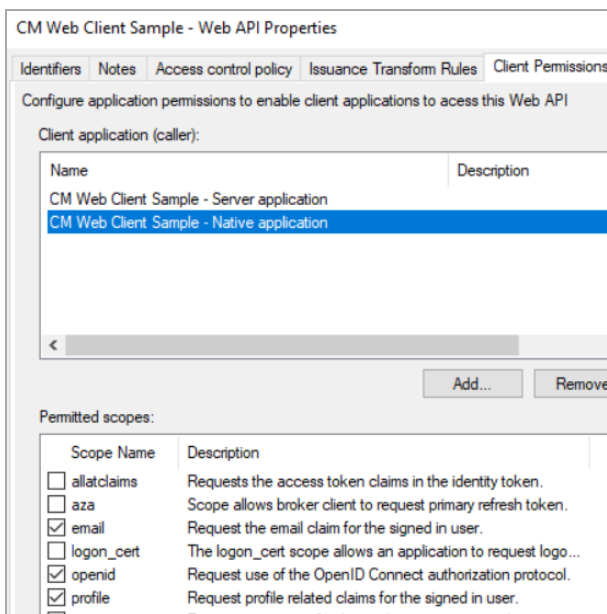 CM Web Client Sample - Web API Properties
Identifiers Notes Access control policy Issuance Transform Rules Client Permissions
Configure application permissions to enable client applications to acess this Web API
Client application (caller):
Name Description
CM Web Client Sample - Server application
CM Web Client Sample - Native application
Add... Remove
Permitted scopes:
Scope Name Description
allatclaims Requests the access token claims in the identity token.
aza Scope allows broker client to request primary refresh token.
email Request the email claim for the signed in user.
logon_cert The logon_cert scope allows an application to request logo...
openid Request use of the OpenID Connect authorization protocol.
profile Request profile related claims for the signed in user.